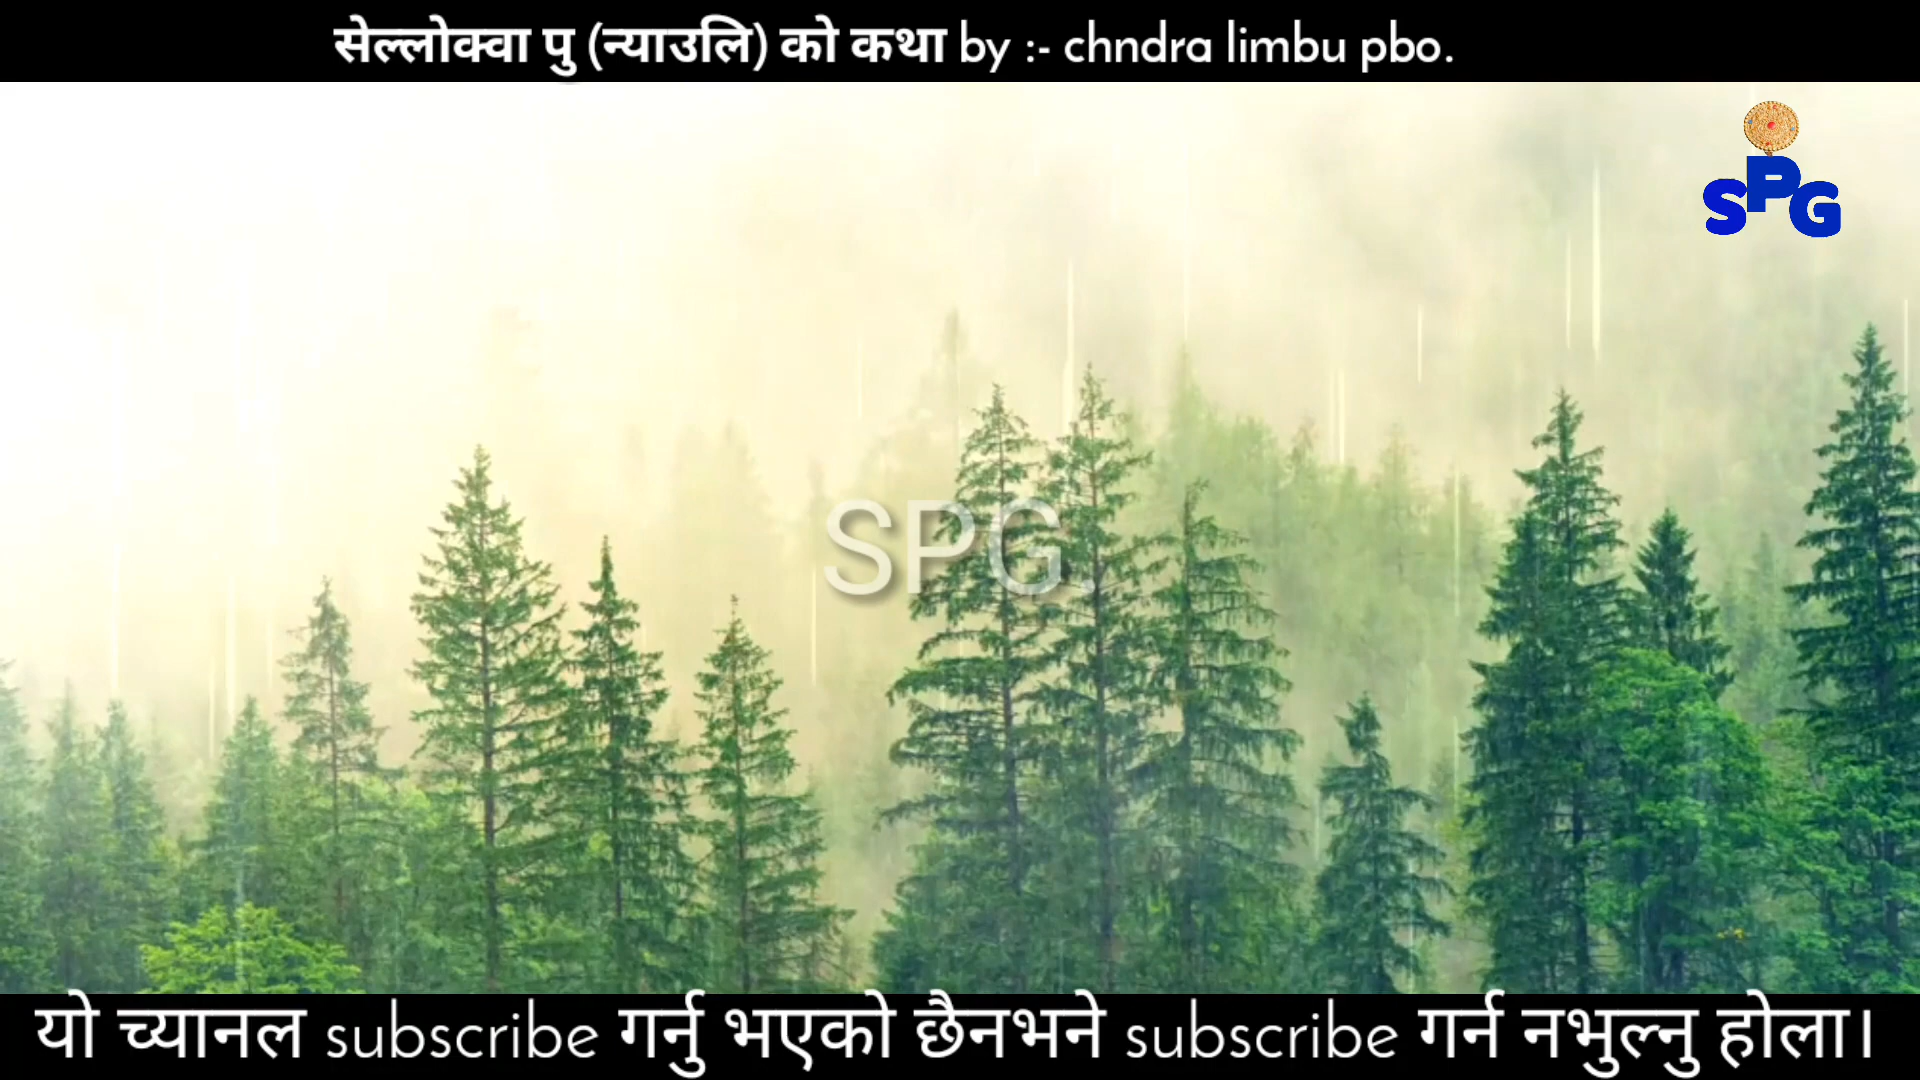 सेल्लोक्वा पु (न्याउलि) को कथा by :- chndra limbu pbo.
SPG
SPG.
यो च्यानल subscribe गर्नु भएको छैनभने subscribe गर्न नभुल्नु होला।